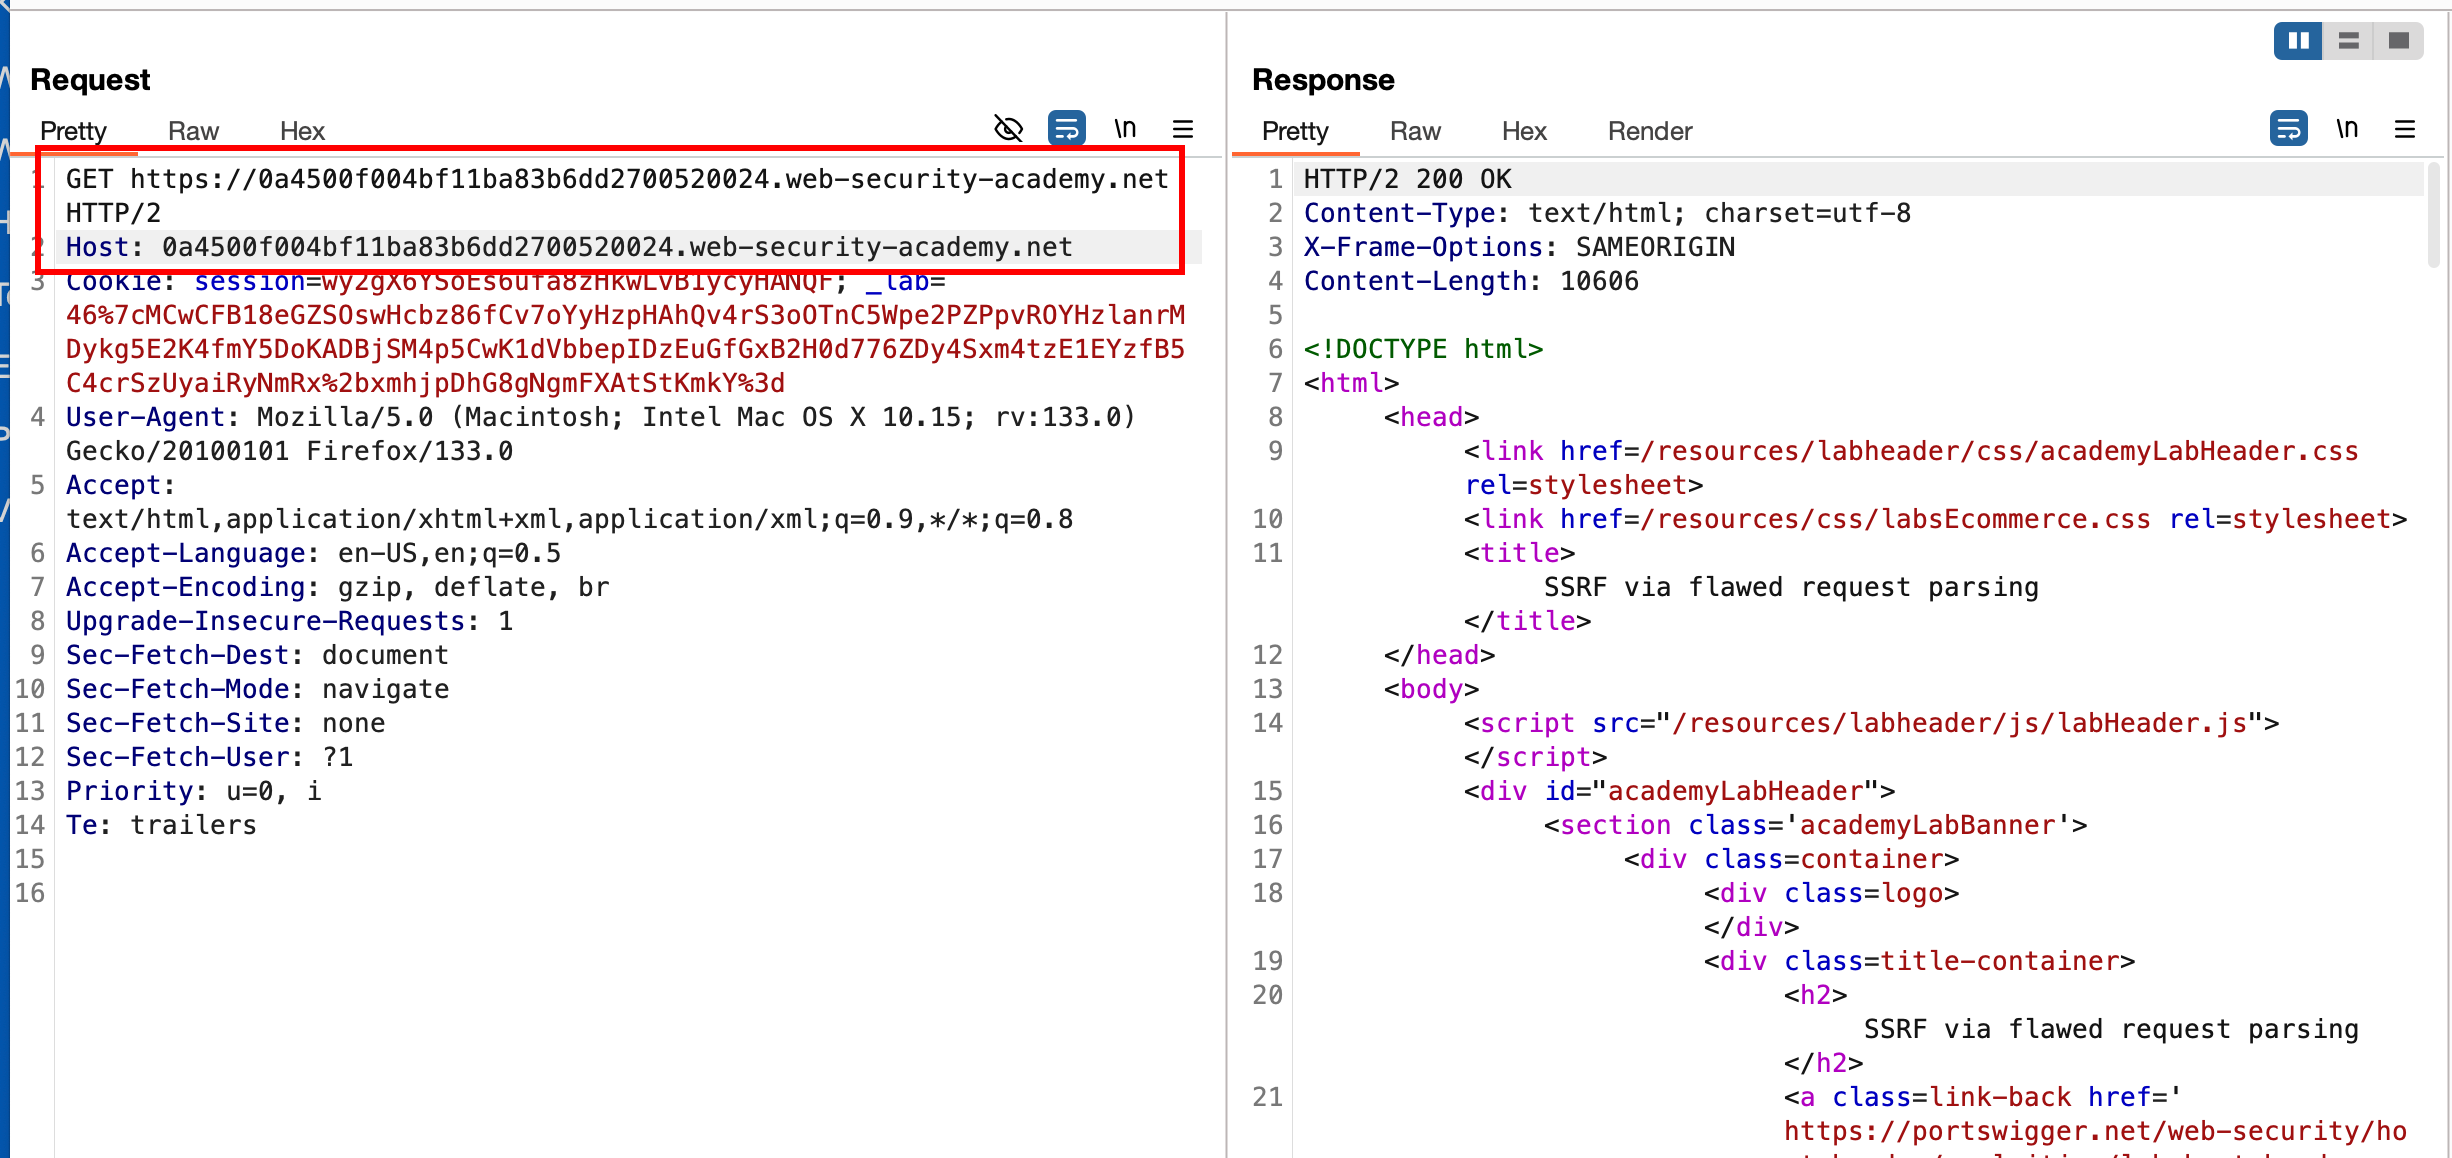 Request
Pretty Raw Hex
\n
1 GET https://0a4500f004bf11ba83b6dd2700520024.web-security-academy.net
HTTP/2
2 Host: 0a4500f004bf11ba83b6dd2700520024.web-security-academy.net
3 Cookie: session=wy2gX6YSoEs6ufa8zHkwLvB1ycyHANQF; _lab=
46%7cMCwCFB18eGZSOswHcbz86fCv7oYyHzpHAhQv4rS3oOTnC5Wpe2PZPpvROYHzlanrM
Dykg5E2K4fmY5DoKADBjSM4p5CwK1dVbbepIDzEuGfGxB2H0d776ZDy4Sxm4tzE1EYzfB5
C4crSzUyaiRyNmRx%2bxmhjpDhG8gNgmFXAtStKmkY%3d
4 User-Agent: Mozilla/5.0 (Macintosh; Intel Mac OS X 10.15; rv:133.0)
Gecko/20100101 Firefox/133.0
5 Accept:
text/html,application/xhtml+xml,application/xml;q=0.9,*/*;q=0.8
6 Accept-Language: en-US,en;q=0.5
7 Accept-Encoding: gzip, deflate, br
8 Upgrade-Insecure-Requests: 1
9 Sec-Fetch-Dest: document
10 Sec-Fetch-Mode: navigate
11 Sec-Fetch-Site: none
12 Sec-Fetch-User: ?1
13 Priority: u=0, i
14 Te: trailers
15
16
Response
Pretty Raw Hex Render
\n
1 HTTP/2 200 OK
2 Content-Type: text/html; charset=utf-8
3 X-Frame-Options: SAMEORIGIN
4 Content-Length: 10606
5
6 <!DOCTYPE html>
7 <html>
8 <head>
9 <link href=/resources/labheader/css/academyLabHeader.css
rel=stylesheet>
10 <link href=/resources/css/labsEcommerce.css rel=stylesheet>
11 <title>
SSRF via flawed request parsing
</title>
12 </head>
13 <body>
14 <script src="/resources/labheader/js/labHeader.js">
</script>
15 <div id="academyLabHeader">
16 <section class='academyLabBanner'>
17 <div class=container>
18 <div class=logo>
</div>
19 <div class=title-container>
20 <h2>
SSRF via flawed request parsing
</h2>
21 <a class=link-back href='
https://portswigger.net/web-security/ho